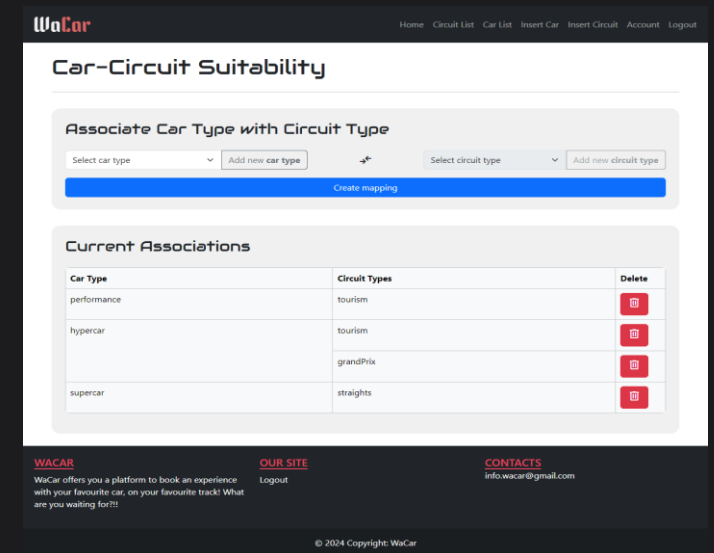 WaCar
Home Circuit List Car List Insert Car Insert Circuit Account Logout
Car-Circuit Suitability
Associate Car Type with Circuit Type
Select car type Add new car type Select circuit type Add new circuit type
Create mapping
Current Associations
Car Type Circuit Types Delete
performance tourism
hypercar tourism
grandPrix
supercar straights
WACAR OUR SITE CONTACTS
WaCar offers you a platform to book an experience Logout info.wacar@gmail.com
with your favourite car, on your favourite track! What
are you waiting for?!!
© 2024 Copyright: WaCar